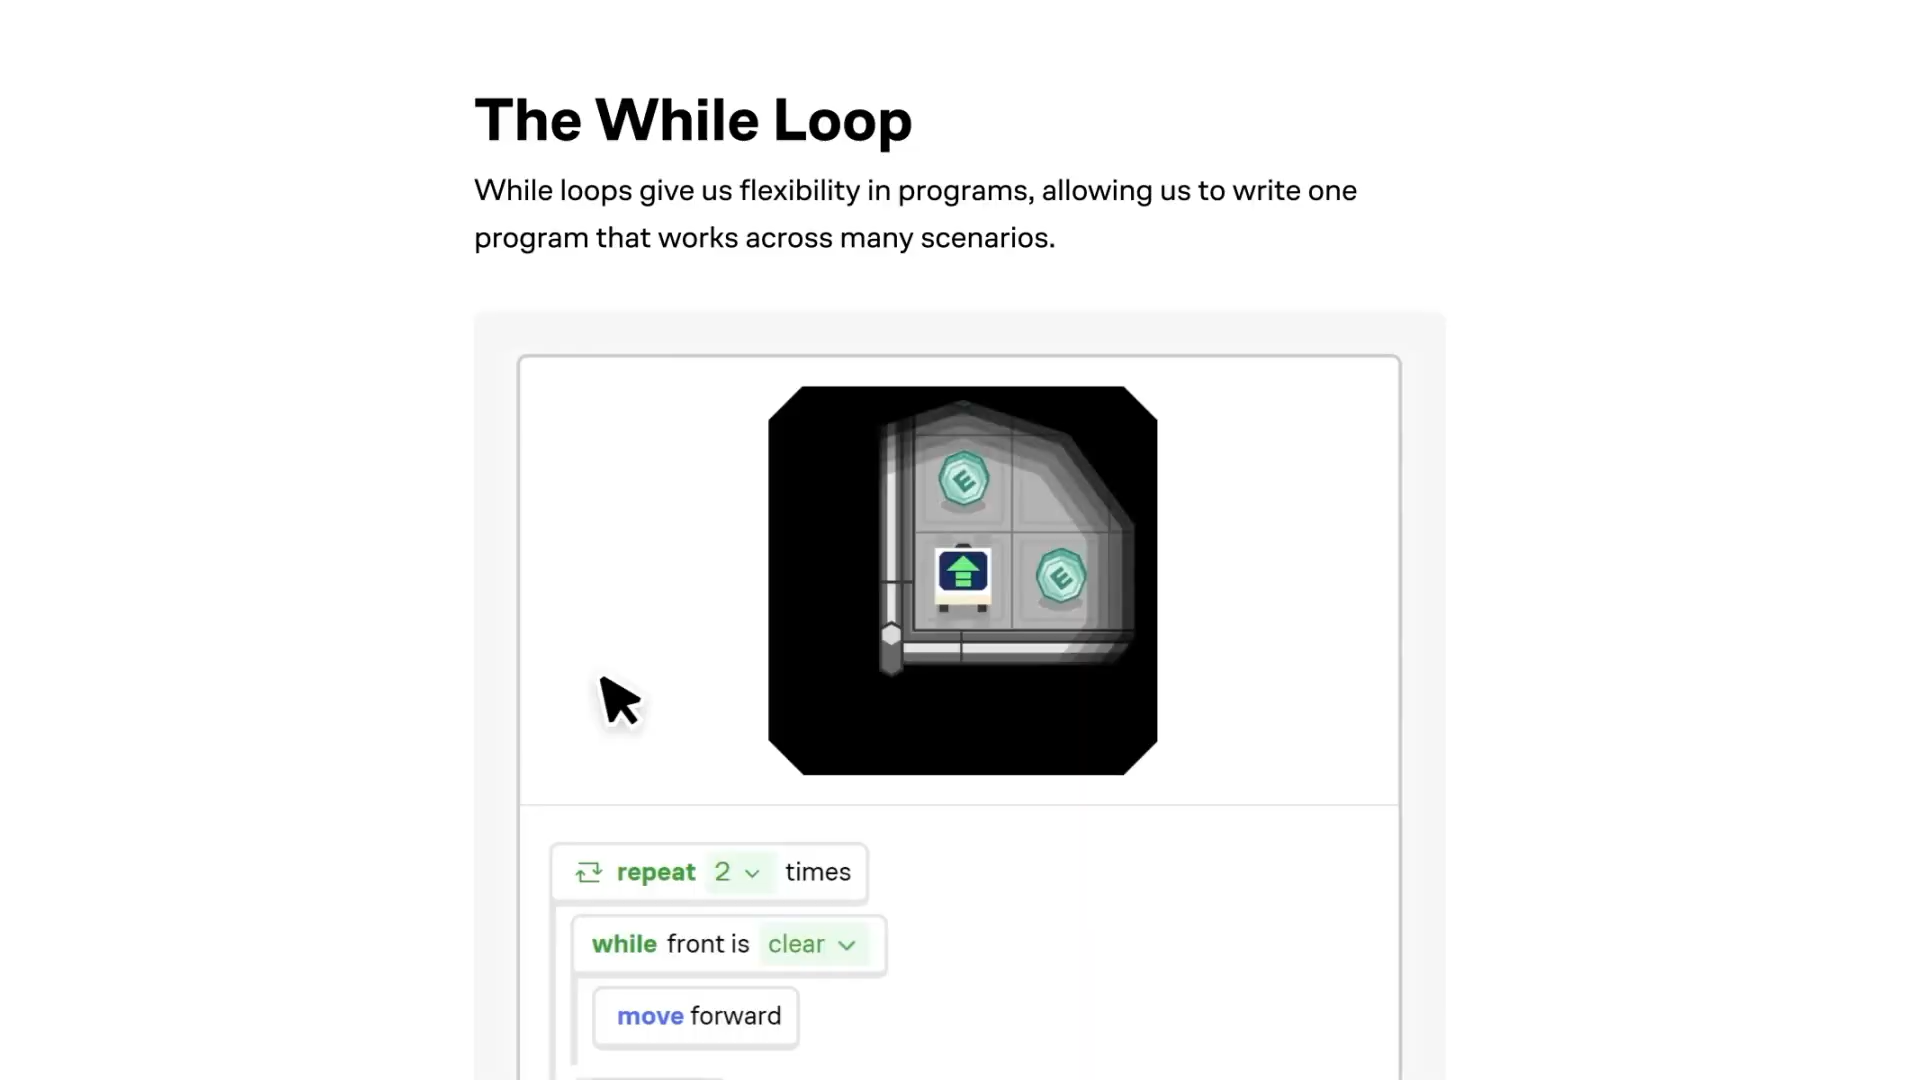 The While Loop
While loops give us flexibility in programs, allowing us to write one
program that works across many scenarios.
E
E
repeat 2 times
while front is clear
move forward